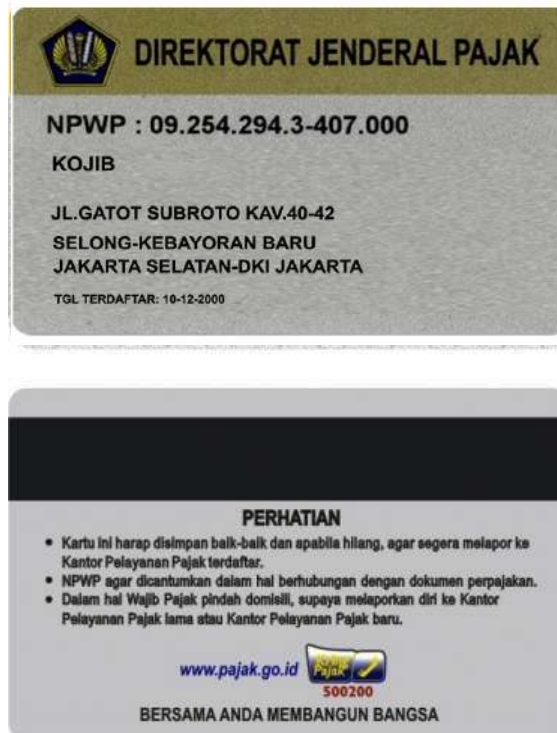 DIREKTORAT JENDERAL PAJAK
NPWP : 09.254.294.3-407.000
KOJIB
JL.GATOT SUBROTO KAV.40-42
SELONG-KEBAYORAN BARU
JAKARTA SELATAN-DKI JAKARTA
TGL TERDAFTAR: 10-12-2000
PERHATIAN
• Kartu ini harap disimpan baik-baik dan apabila hilang, agar segera melapor ke
Kantor Pelayanan Pajak terdaftar.
• NPWP agar dicantumkan dalam hal berhubungan dengan dokumen perpajakan.
• Dalam hal Wajib Pajak pindah domisili, supaya melaporkan diri ke Kantor
Pelayanan Pajak lama atau Kantor Pelayanan Pajak baru.
www.pajak.go.id
Pajak
500200
BERSAMA ANDA MEMBANGUN BANGSA